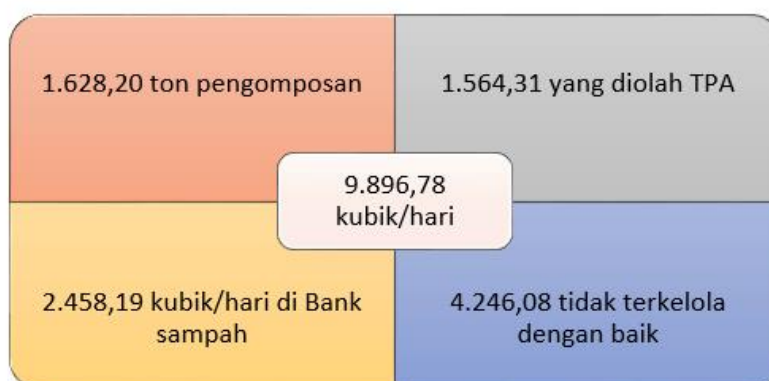 1.628,20 ton pengomposan
1.564,31 yang diolah TPA
9.896,78
kubik/hari
2.458,19 kubik/hari di Bank
sampah
4.246,08 tidak terkelola
dengan baik